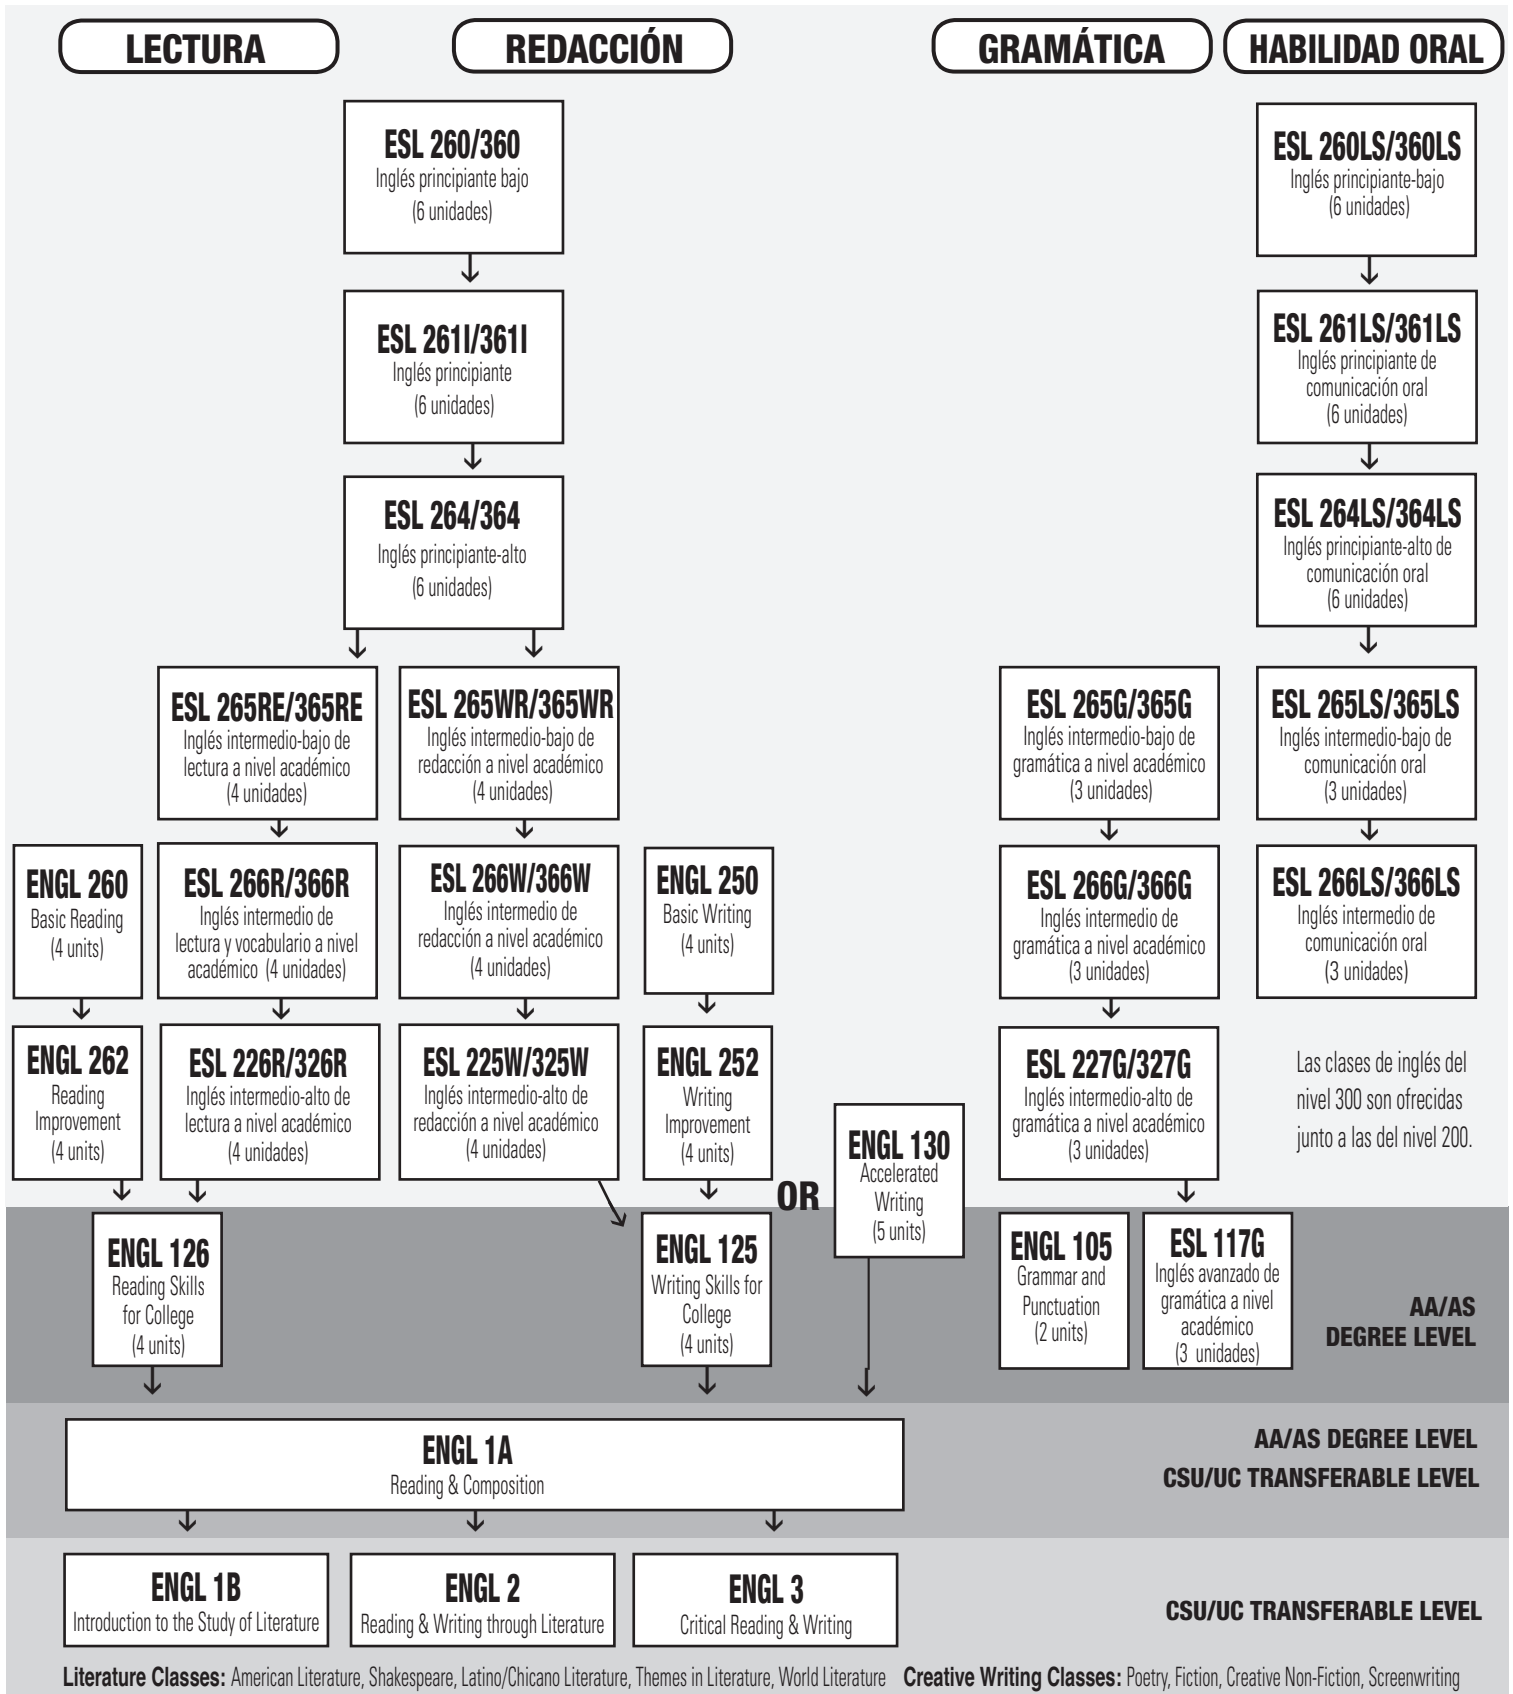 LECTURA
REDACCIÓN
GRAMÁTICA
HABILIDAD ORAL
ESL 260/360
Inglés principiante bajo
(6 unidades)
ESL 260LS/360LS
Inglés principiante-bajo
(6 unidades)
ESL 261I/361I
Inglés principiante
(6 unidades)
ESL 261LS/361LS
Inglés principiante de
comunicación oral
(6 unidades)
ESL 264/364
Inglés principiante-alto
(6 unidades)
ESL 264LS/364LS
Inglés principiante-alto de
comunicación oral
(6 unidades)
ESL 265RE/365RE
Inglés intermedio-bajo de
lectura a nivel académico
(4 unidades)
ESL 265WR/365WR
Inglés intermedio-bajo de
redacción a nivel académico
(4 unidades)
ESL 265G/365G
Inglés intermedio-bajo de
gramática a nivel académico
(3 unidades)
ESL 265LS/365LS
Inglés intermedio-bajo de
comunicación oral
(3 unidades)
ENGL 260
Basic Reading
(4 units)
ESL 266R/366R
Inglés intermedio de
lectura y vocabulario a nivel
académico (4 unidades)
ESL 266W/366W
Inglés intermedio de
redacción a nivel académico
(4 unidades)
ENGL 250
Basic Writing
(4 units)
ESL 266G/366G
Inglés intermedio de
gramática a nivel académico
(3 unidades)
ESL 266LS/366LS
Inglés intermedio de
comunicación oral
(3 unidades)
ENGL 262
Reading
Improvement
(4 units)
ESL 226R/326R
Inglés intermedio-alto de
lectura a nivel académico
(4 unidades)
ESL 225W/325W
Inglés intermedio-alto de
redacción a nivel académico
(4 unidades)
ENGL 252
Writing
Improvement
(4 units)
OR
ENGL 130
Accelerated
Writing
(5 units)
ESL 227G/327G
Inglés intermedio-alto de
gramática a nivel académico
(3 unidades)
Las clases de inglés del
nivel 300 son ofrecidas
junto a las del nivel 200.
ENGL 126
Reading Skills
for College
(4 units)
ENGL 125
Writing Skills for
College
(4 units)
ENGL 105
Grammar and
Punctuation
(2 units)
ESL 117G
Inglés avanzado de
gramática a nivel
académico
(3 unidades)
AA/AS
DEGREE LEVEL
ENGL 1A
Reading & Composition
AA/AS DEGREE LEVEL
CSU/UC TRANSFERABLE LEVEL
ENGL 1B
Introduction to the Study of Literature
ENGL 2
Reading & Writing through Literature
ENGL 3
Critical Reading & Writing
CSU/UC TRANSFERABLE LEVEL
Literature Classes: American Literature, Shakespeare, Latino/Chicano Literature, Themes in Literature, World Literature Creative Writing Classes: Poetry, Fiction, Creative Non-Fiction, Screenwriting